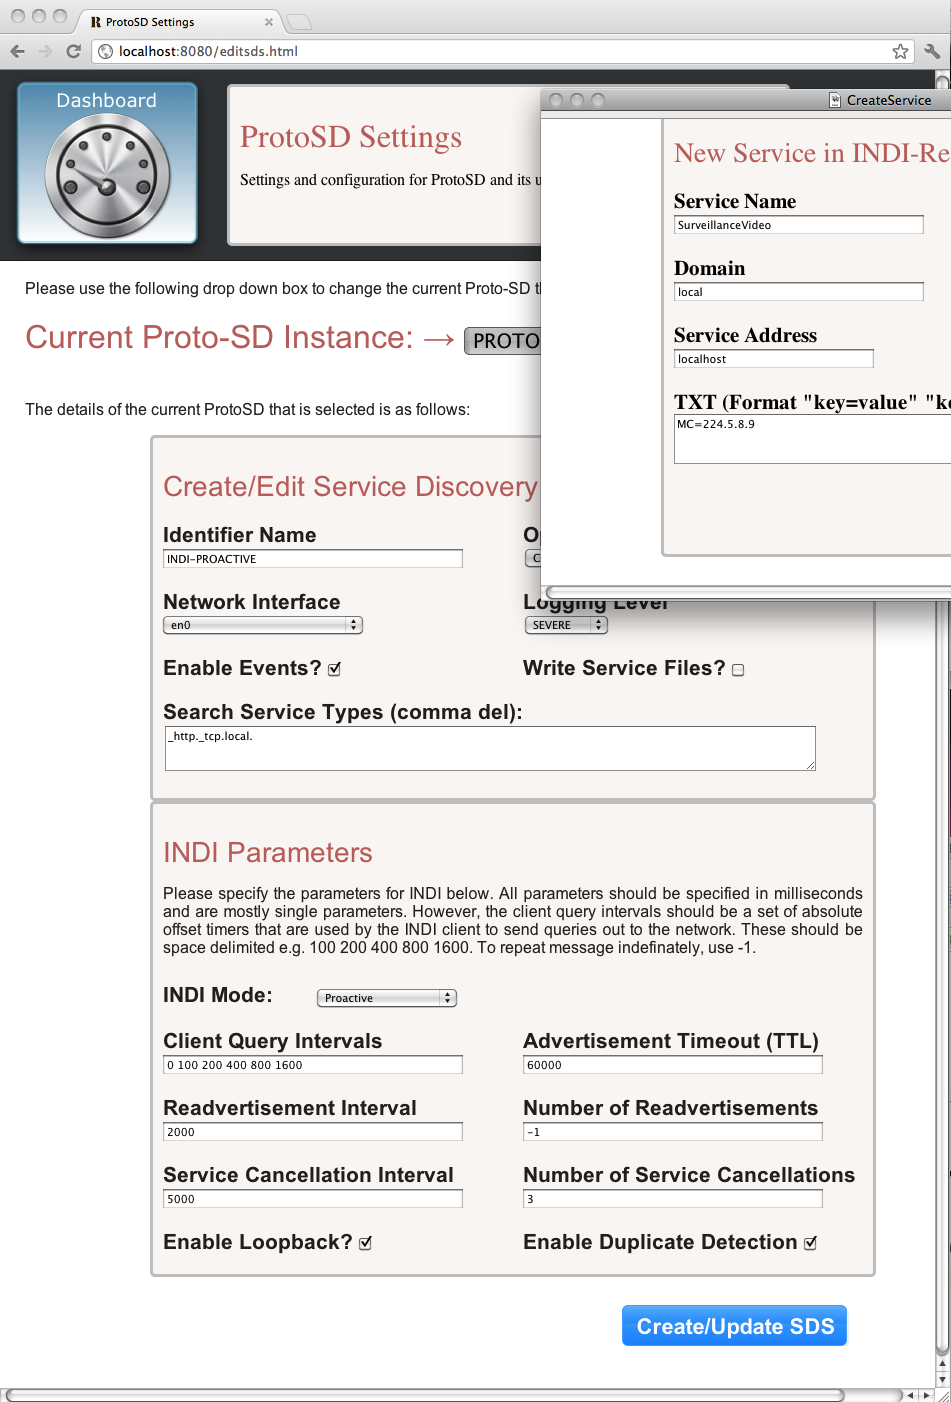 ProtoSD Settings
localhost:8080/editsds.html
Dashboard
ProtoSD Settings
Settings and configuration for ProtoSD and its u
Please use the following drop down box to change the current Proto-SD
Current Proto-SD Instance: → PROTO
The details of the current ProtoSD that is selected is as follows:
Create/Edit Service Discovery
Identifier Name
INDI-PROACTIVE
Network Interface
Logging Level
en0
SEVERE
Enable Events?
Write Service Files?
Search Service Types (comma del):
_http._tcp.local.
INDI Parameters
Please specify the parameters for INDI below. All parameters should be specified in milliseconds
and are mostly single parameters. However, the client query intervals should be a set of absolute
offset timers that are used by the INDI client to send queries out to the network. These should be
space delimited e.g. 100 200 400 800 1600. To repeat message indefinately, use -1.
INDI Mode: Proactive
Client Query Intervals
Advertisement Timeout (TTL)
0 100 200 400 800 1600
60000
Readvertisement Interval
Number of Readvertisements
2000
-1
Service Cancellation Interval
Number of Service Cancellations
5000
3
Enable Loopback?
Enable Duplicate Detection
Create/Update SDS
CreateService
New Service in INDI-Re
Service Name
SurveillanceVideo
Domain
local
Service Address
localhost
TXT (Format "key=value" "ke
MC=224.5.8.9